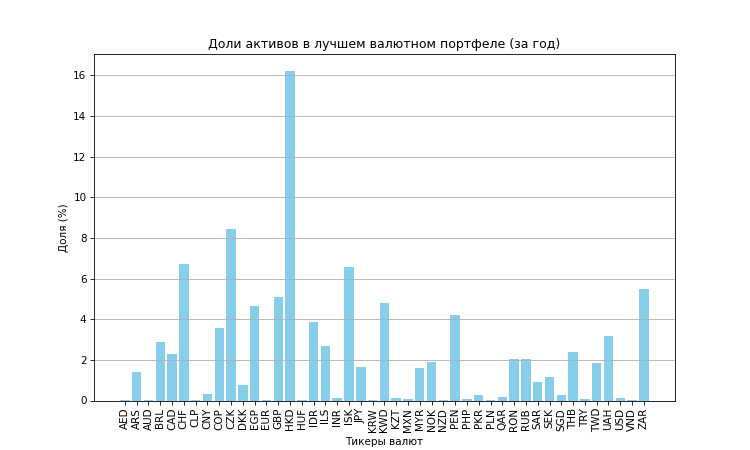 Доли активов в лучшем валютном портфеле (за год)
Доля (%)
16
14
12
10
8
6
4
2
0
AED ARS AUD BRL CAD CHF CLP CNY COP CZK DKK EGP EUR GBP HKD HUF IDR ILS INR ISK JPY KRW KWD KZT MXN MYR NOK NZD PEN PHP PKR PLN QAR RON RUB SAR SEK SGD THB TRY TWD UAH USD VND ZAR
Тикеры валют